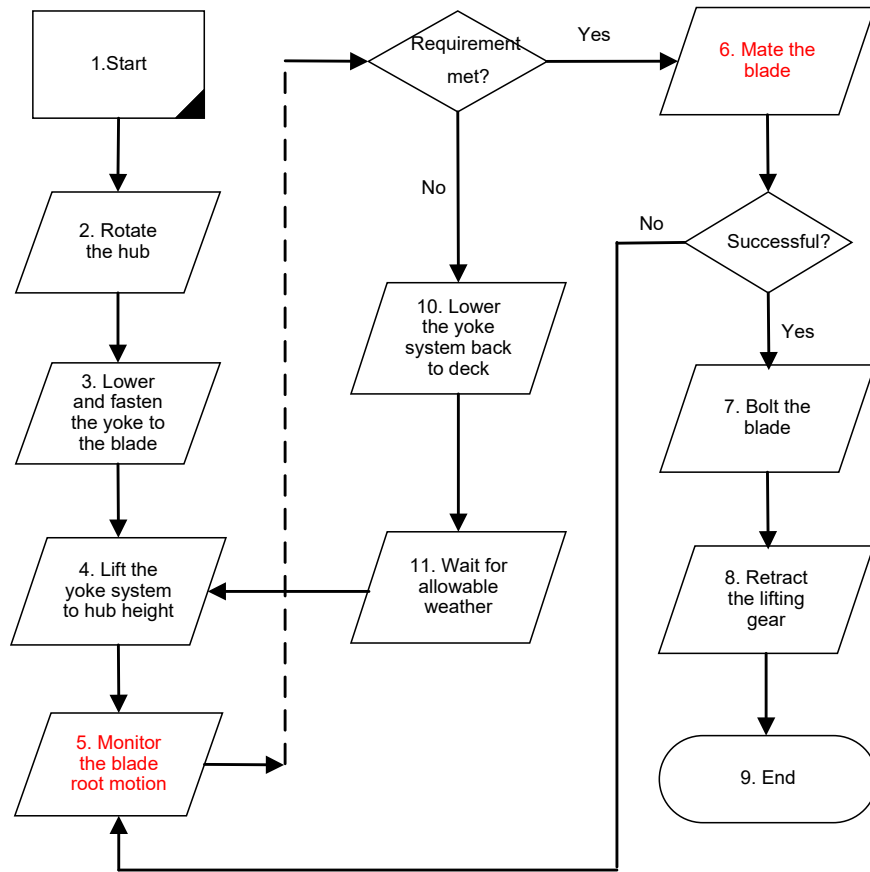 1.Start
2. Rotate
the hub
3. Lower
and fasten
the yoke to
the blade
4. Lift the
yoke system
to hub height
5. Monitor
the blade
root motion
Requirement
met?
Yes
No
10. Lower
the yoke
system back
to deck
11. Wait for
allowable
weather
6. Mate the
blade
Successful?
No
Yes
7. Bolt the
blade
8. Retract
the lifting
gear
9. End